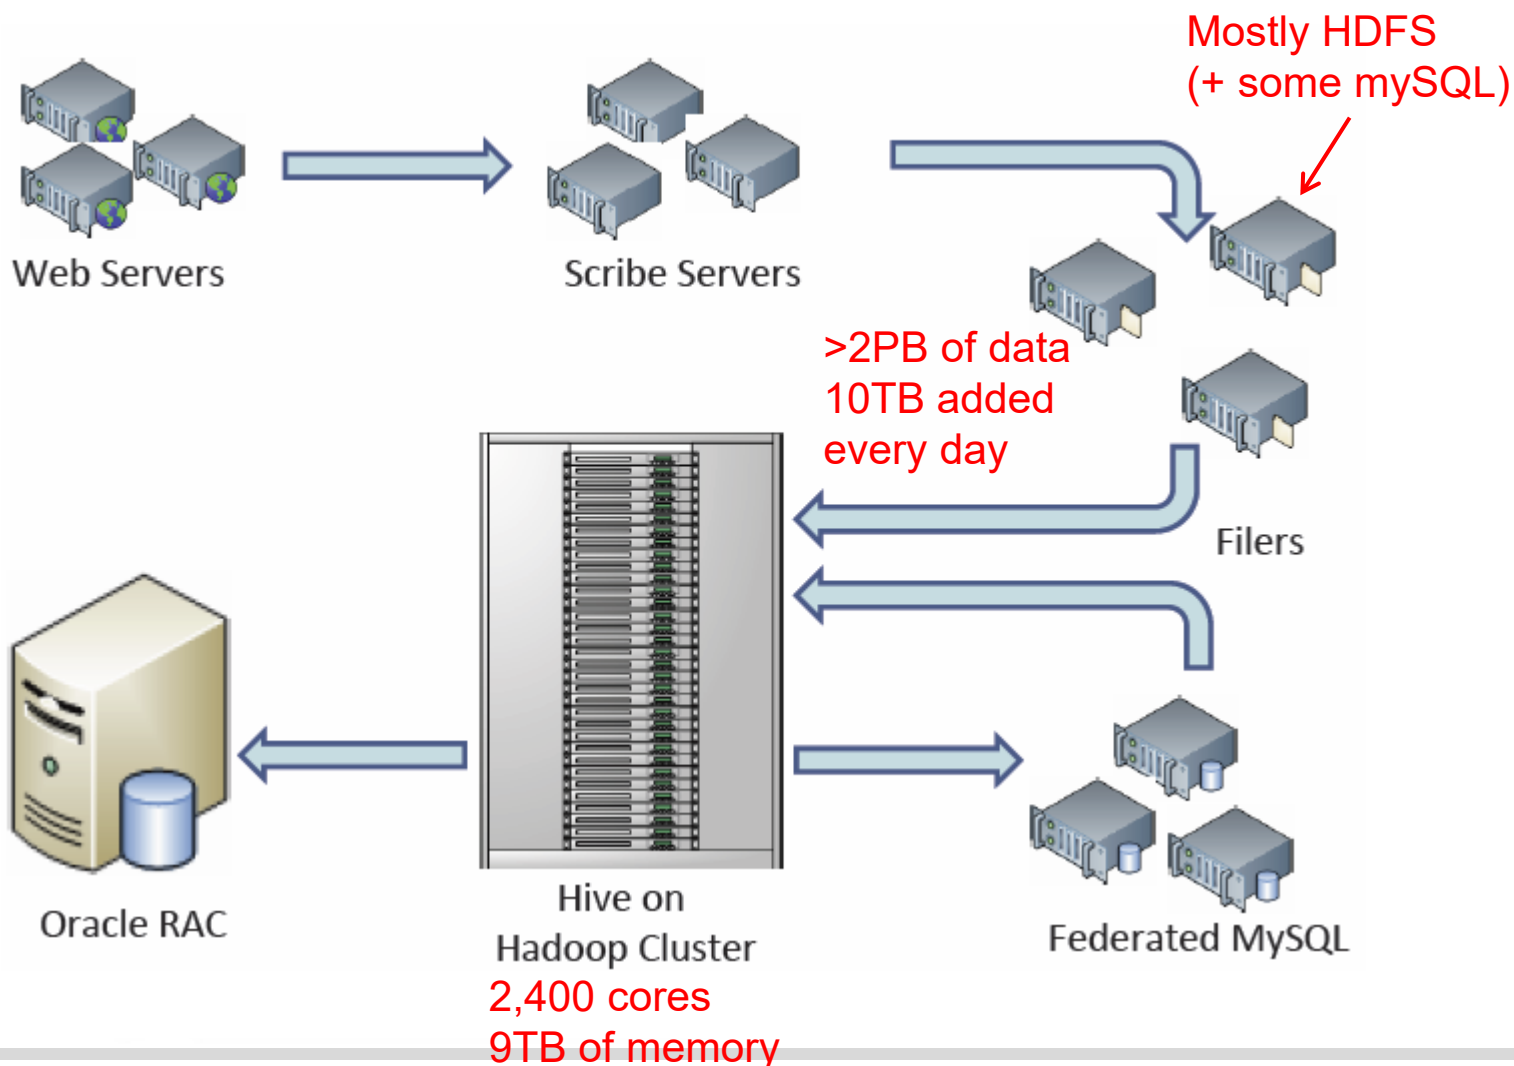 Mostly HDFS
(+ some mySQL)
Web Servers
Scribe Servers
>2PB of data
10TB added
every day
Filers
Oracle RAC
Hive on
Hadoop Cluster
2,400 cores
9TB of memory
Federated MySQL